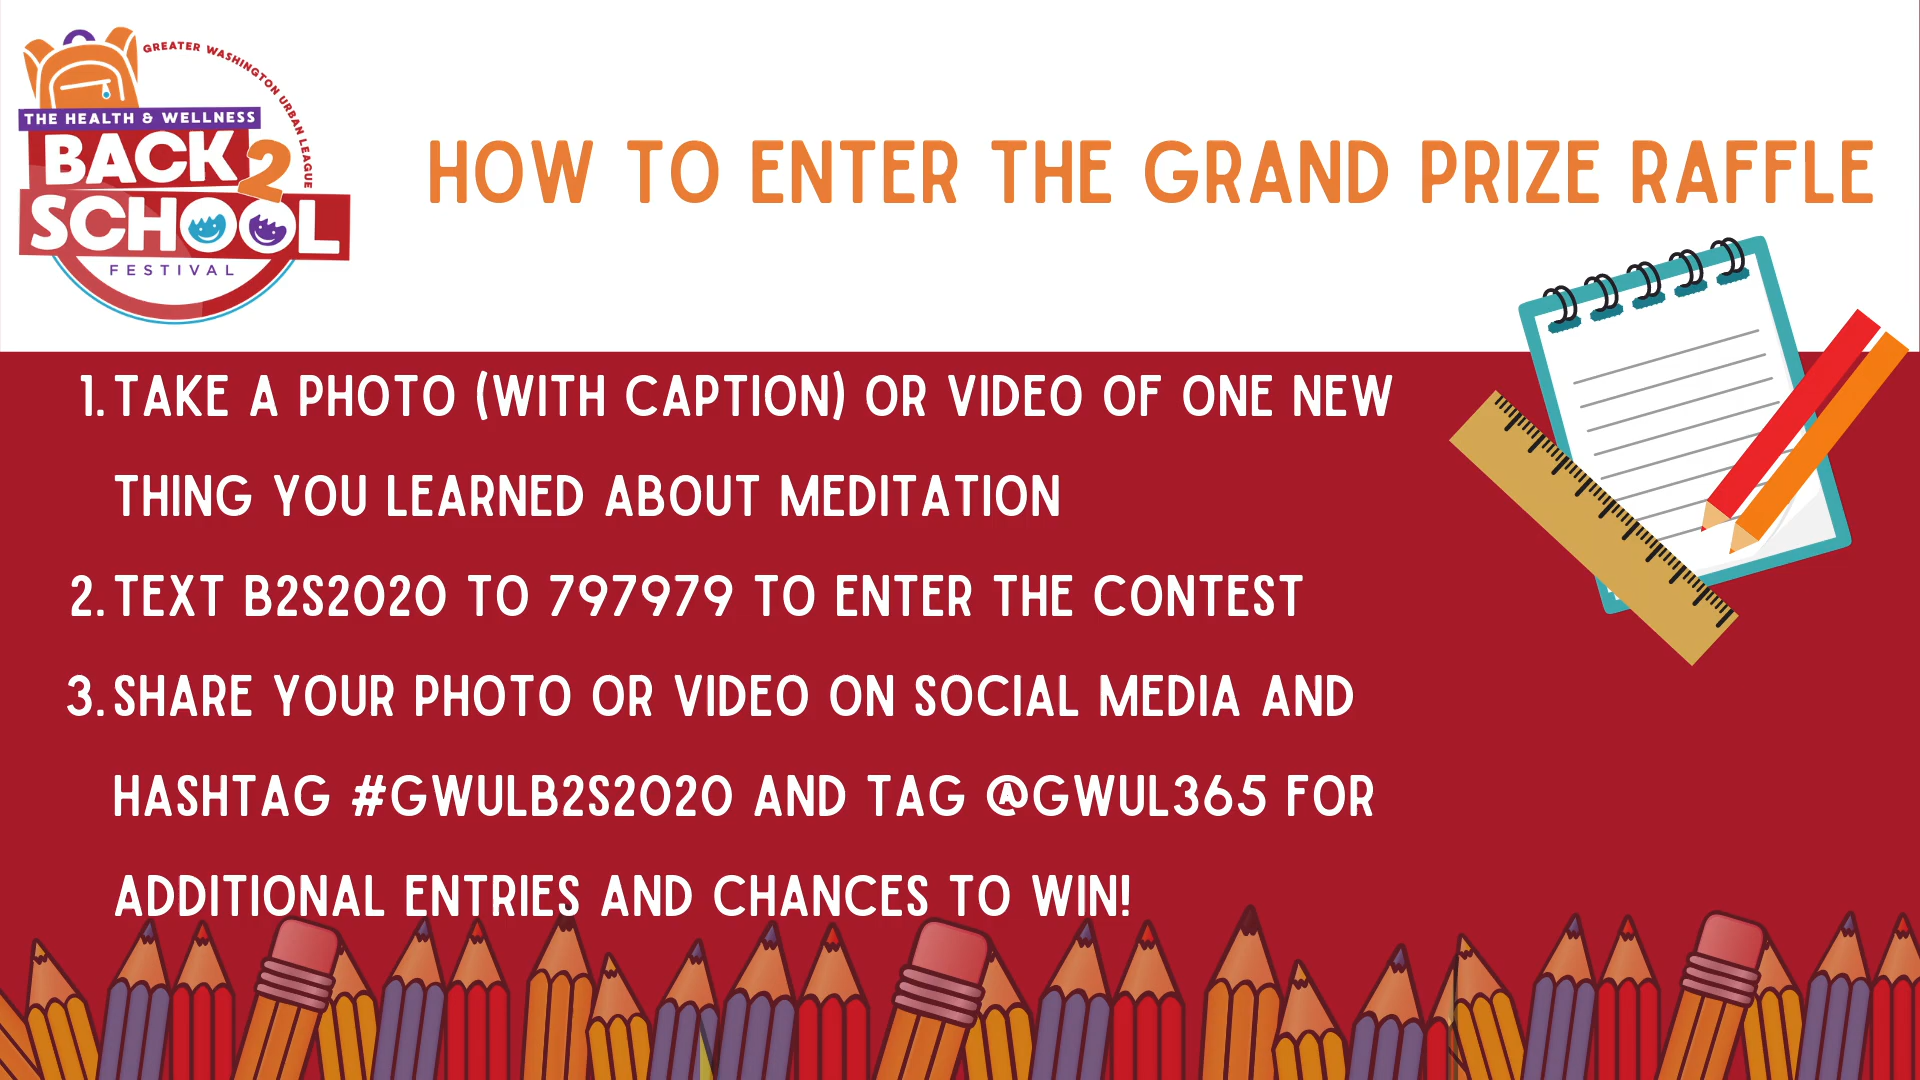 GREATER WASHINGTON URBAN LEAGUE
THE HEALTH & WELLNESS
BACK 2
SCHOOL
FESTIVAL
HOW TO ENTER THE GRAND PRIZE RAFFLE
1. TAKE A PHOTO (WITH CAPTION) OR VIDEO OF ONE NEW
THING YOU LEARNED ABOUT MEDITATION
2. TEXT B2S2020 TO 797979 TO ENTER THE CONTEST
3. SHARE YOUR PHOTO OR VIDEO ON SOCIAL MEDIA AND
HASHTAG #GWULB2S2020 AND TAG @GWUL365 FOR
ADDITIONAL ENTRIES AND CHANCES TO WIN!